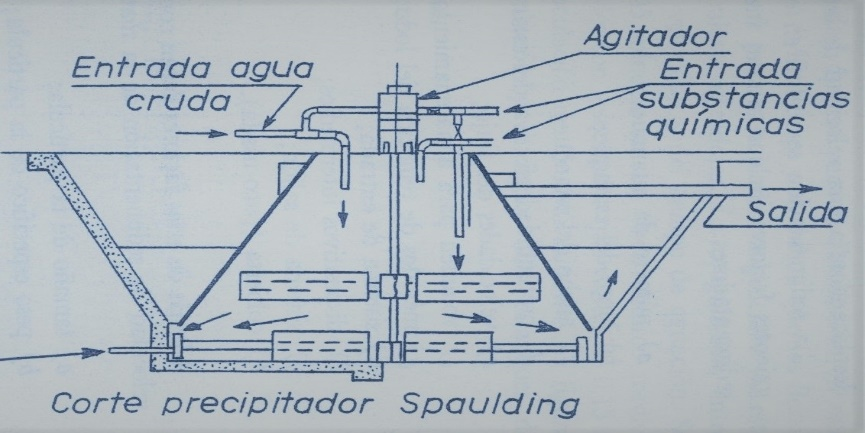 Agitador
Entrada agua
cruda
Entrada
substancias
químicas
Salida
Corte precipitador Spaulding